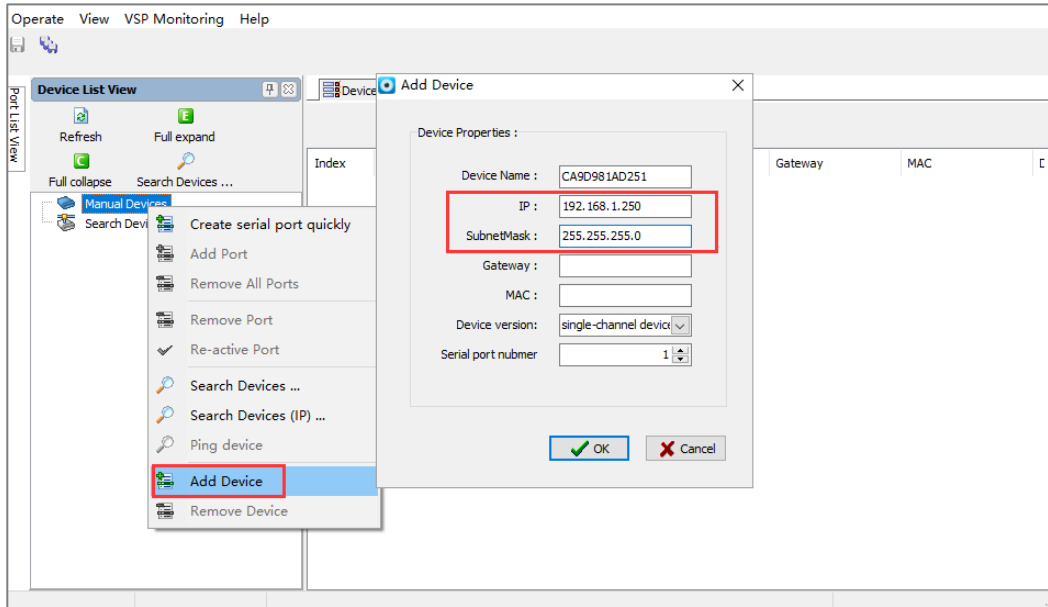 Operate View VSP Monitoring Help
Port List View
Device List View
Refresh Full expand
Full collapse Search Devices ...
Manual Devices
Search Devi
Create serial port quickly
Add Port
Remove All Ports
Remove Port
Re-active Port
Search Devices ...
Search Devices (IP) ...
Ping device
Add Device
Remove Device
Device
Index Gateway MAC
Add Device
Device Properties :
Device Name : CA9D981AD251
IP : 192.168.1.250
SubnetMask : 255.255.255.0
Gateway :
MAC :
Device version: single-channel device
Serial port nubmer 1
OK Cancel